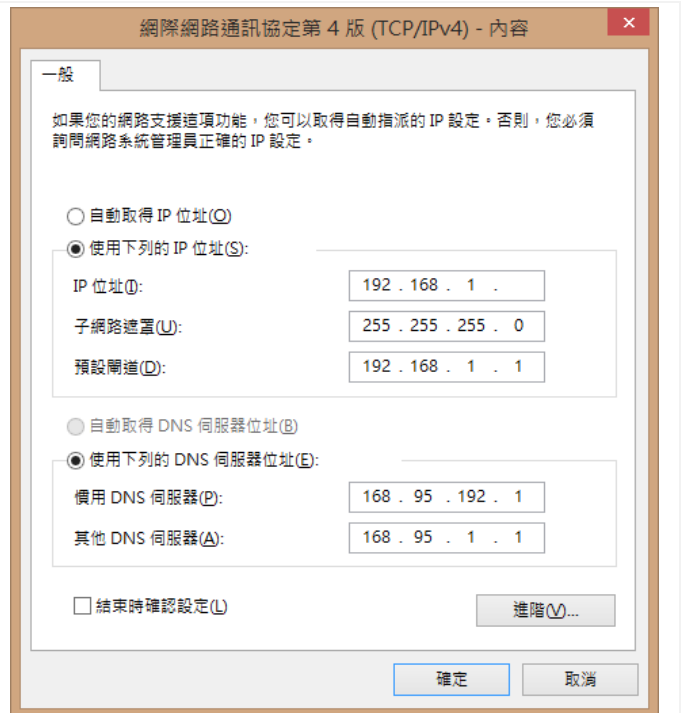 網際網路通訊協定第 4 版 (TCP/IPv4) - 內容
一般
如果您的網路支援這項功能，您可以取得自動指派的 IP 設定。否則，您必須
詢問網路系統管理員正確的 IP 設定。
自動取得 IP 位址(O)
使用下列的 IP 位址(S):
IP 位址(I): 192 . 168 . 1 .
子網路遮罩(U): 255 . 255 . 255 . 0
預設閘道(D): 192 . 168 . 1 . 1
自動取得 DNS 伺服器位址(B)
使用下列的 DNS 伺服器位址(E):
慣用 DNS 伺服器(P): 168 . 95 . 192 . 1
其他 DNS 伺服器(A): 168 . 95 . 1 . 1
結束時確認設定(L)
進階(V)...
確定 取消